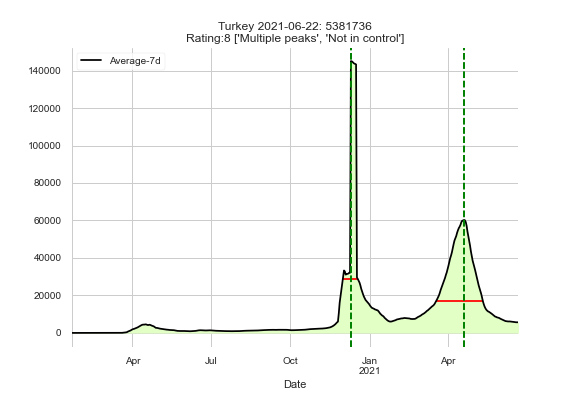 Turkey 2021-06-22: 5381736
Rating:8 ['Multiple peaks', 'Not in control']
Average-7d
140000
120000
100000
80000
60000
40000
20000
0
Apr Jul Oct Jan Apr
2021
Date